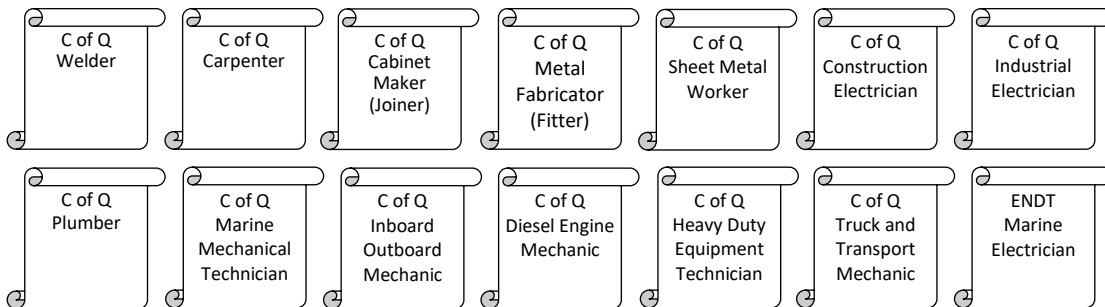 C of Q
Welder
C of Q
Carpenter
C of Q
Cabinet
Maker
(Joiner)
C of Q
Metal
Fabricator
(Fitter)
C of Q
Sheet Metal
Worker
C of Q
Construction
Electrician
C of Q
Industrial
Electrician
C of Q
Plumber
C of Q
Marine
Mechanical
Technician
C of Q
Inboard
Outboard
Mechanic
C of Q
Diesel Engine
Mechanic
C of Q
Heavy Duty
Equipment
Technician
C of Q
Truck and
Transport
Mechanic
ENDT
Marine
Electrician